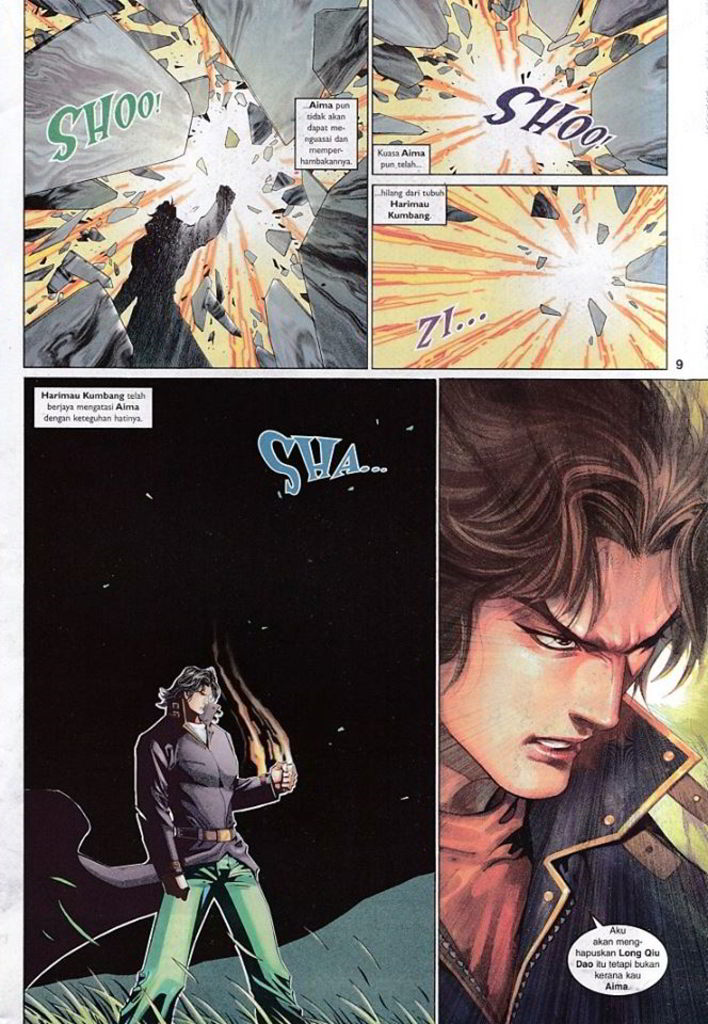 SHOO!
...Aima pun
tidak akan
dapat me-
nguasai dan
memper-
hambakannya.
SHOO!
Kuasa Aima
pun telah...
...hilang dari tubuh
Harimau
Kumbang.
ZI...
9
Harimau Kumbang telah
berjaya mengatasi Aima
dengan keteguhan hatinya.
SHA...
Aku
akan meng-
hapuskan Long Qiu
Dao itu tetapi bukan
kerana kau
Aima.